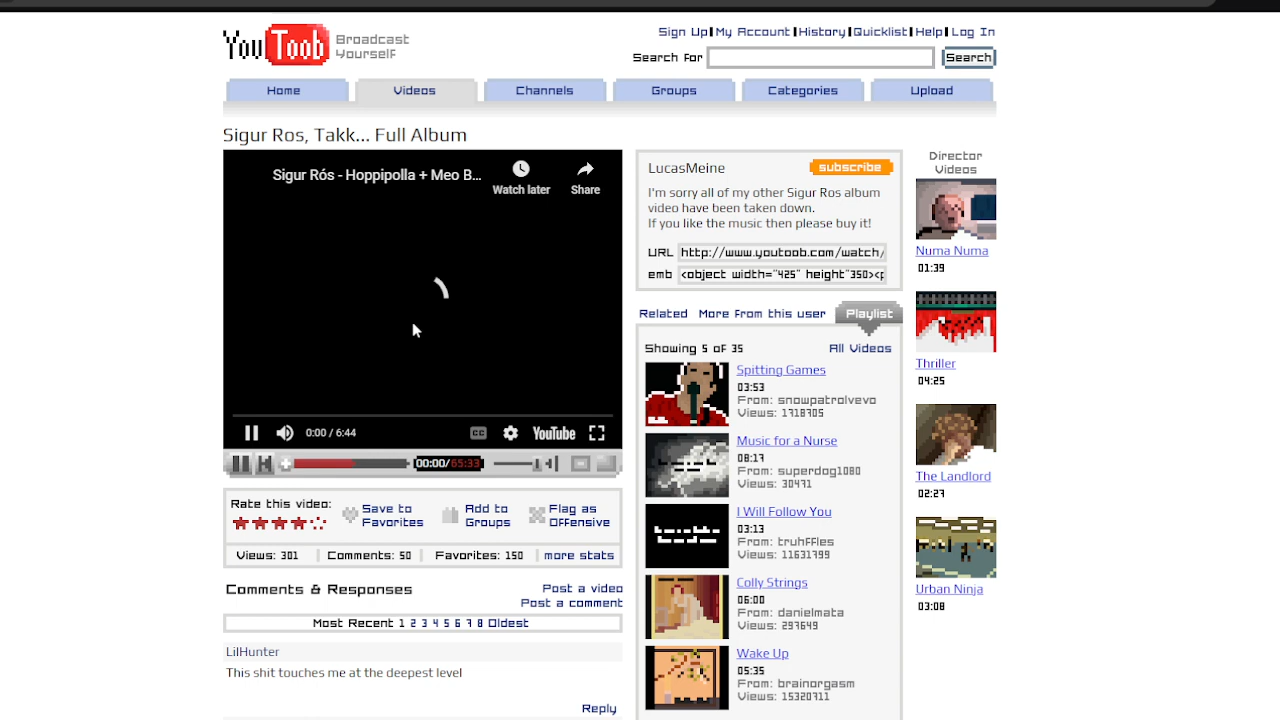 YouToob
Broadcast
Yourself
Sign Up My Account History Quicklist Help Log In
Search for
Search
Home Videos Channels Groups Categories Upload
Sigur Ros, Takk... Full Album
Sigur Rós - Hoppipolla + Meo B...
Watch later
Share
0:00 / 6:44
CC
YouTube
00:00/65:33
Rate this video:
Save to
Favorites
Add to
Groups
Flag as
Offensive
Views: 301 Comments: 50 Favorites: 150 more stats
Comments & Responses
Post a video
Post a comment
Most Recent 1 2 3 4 5 6 7 8 Oldest
LilHunter
This shit touches me at the deepest level
Reply
LucasMeine
subscribe
I'm sorry all of my other Sigur Ros album
video have been taken down.
If you like the music then please buy it!
URL http://www.youtoob.com/watch/
emb <object width="425" height"350><p
Related More from this user Playlist
Showing 5 of 35
All Videos
Spitting Games
03:53
From: snowpatrolvevo
Views: 1718705
Music for a Nurse
08:17
From: superdog1080
Views: 30471
I Will Follow You
03:13
From: truhffles
Views: 11631799
Colly Strings
06:00
From: danielmata
Views: 297649
Wake Up
05:35
From: brainorgasm
Views: 15320711
Director
Videos
Numa Numa
01:39
Thriller
04:25
The Landlord
02:27
Urban Ninja
03:08